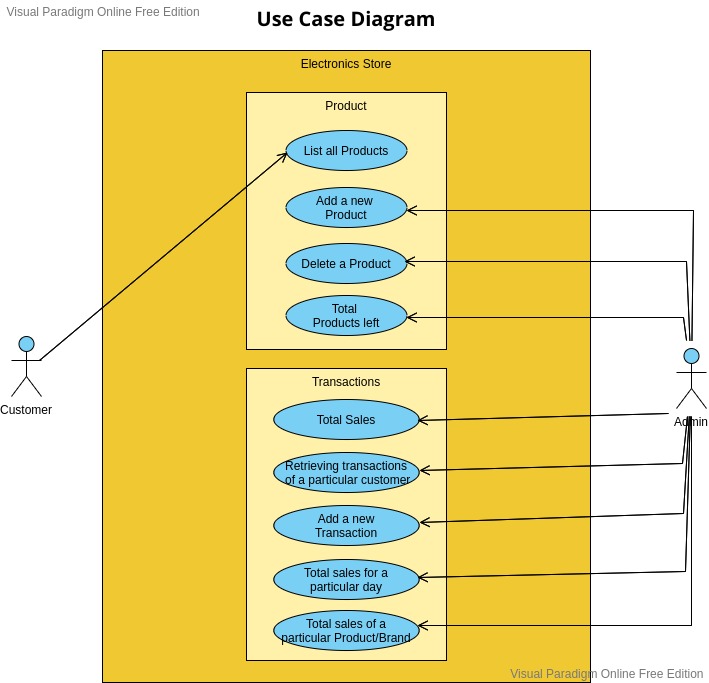 Visual Paradigm Online Free Edition
Use Case Diagram
Electronics Store
Product
List all Products
Add a new
Product
Delete a Product
Total
Products left
Customer
Admin
Transactions
Total Sales
Retrieving transactions
of a particular customer
Add a new
Transaction
Total sales for a
particular day
Total sales of a
particular Product/Brand
Visual Paradigm Online Free Edition